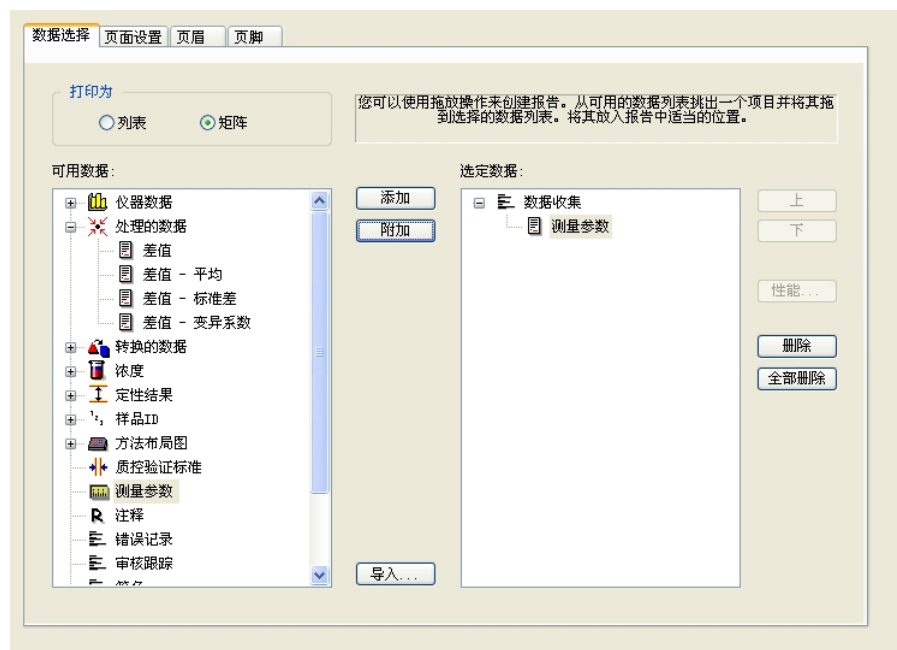 数据选择 页面设置 页眉 页脚
打印为
列表 矩阵
您可以使用拖放操作来创建报告。从可用的数据列表挑出一个项目并将其拖
到选择的数据列表。将其放入报告中适当的位置。
可用数据:
仪器数据
处理的数据
差值
差值 - 平均
差值 - 标准差
差值 - 变异系数
转换的数据
浓度
定性结果
样品ID
方法布局图
质控验证标准
测量参数
注释
错误记录
审核跟踪
添加
附加
导入...
选定数据:
数据收集
测量参数
上
下
性能...
删除
全部删除